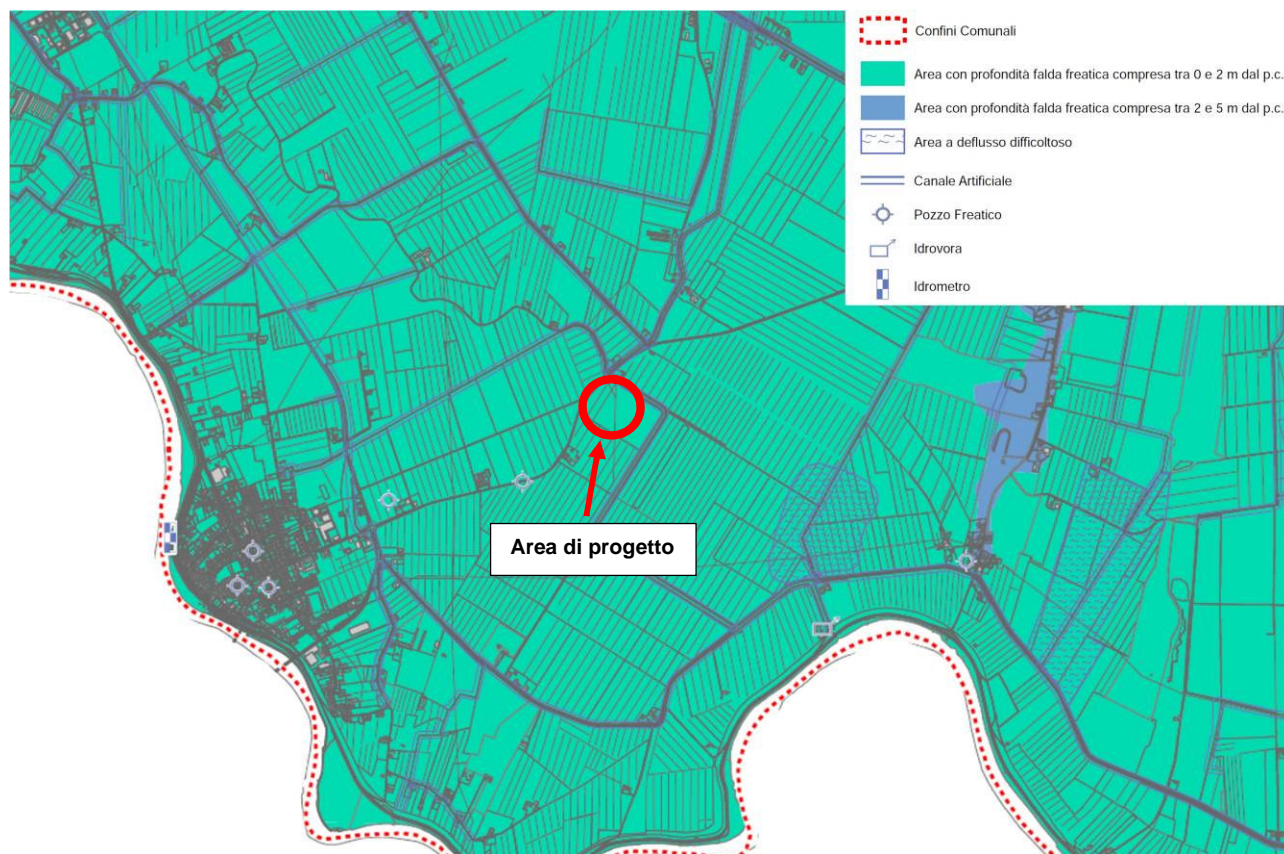 Confini Comunali
Area con profondità falda freatica compresa tra 0 e 2 m dal p.c.
Area con profondità falda freatica compresa tra 2 e 5 m dal p.c.
Area a deflusso difficoltoso
Canale Artificiale
Pozzo Freatico
Idrovora
Idrometro
Area di progetto